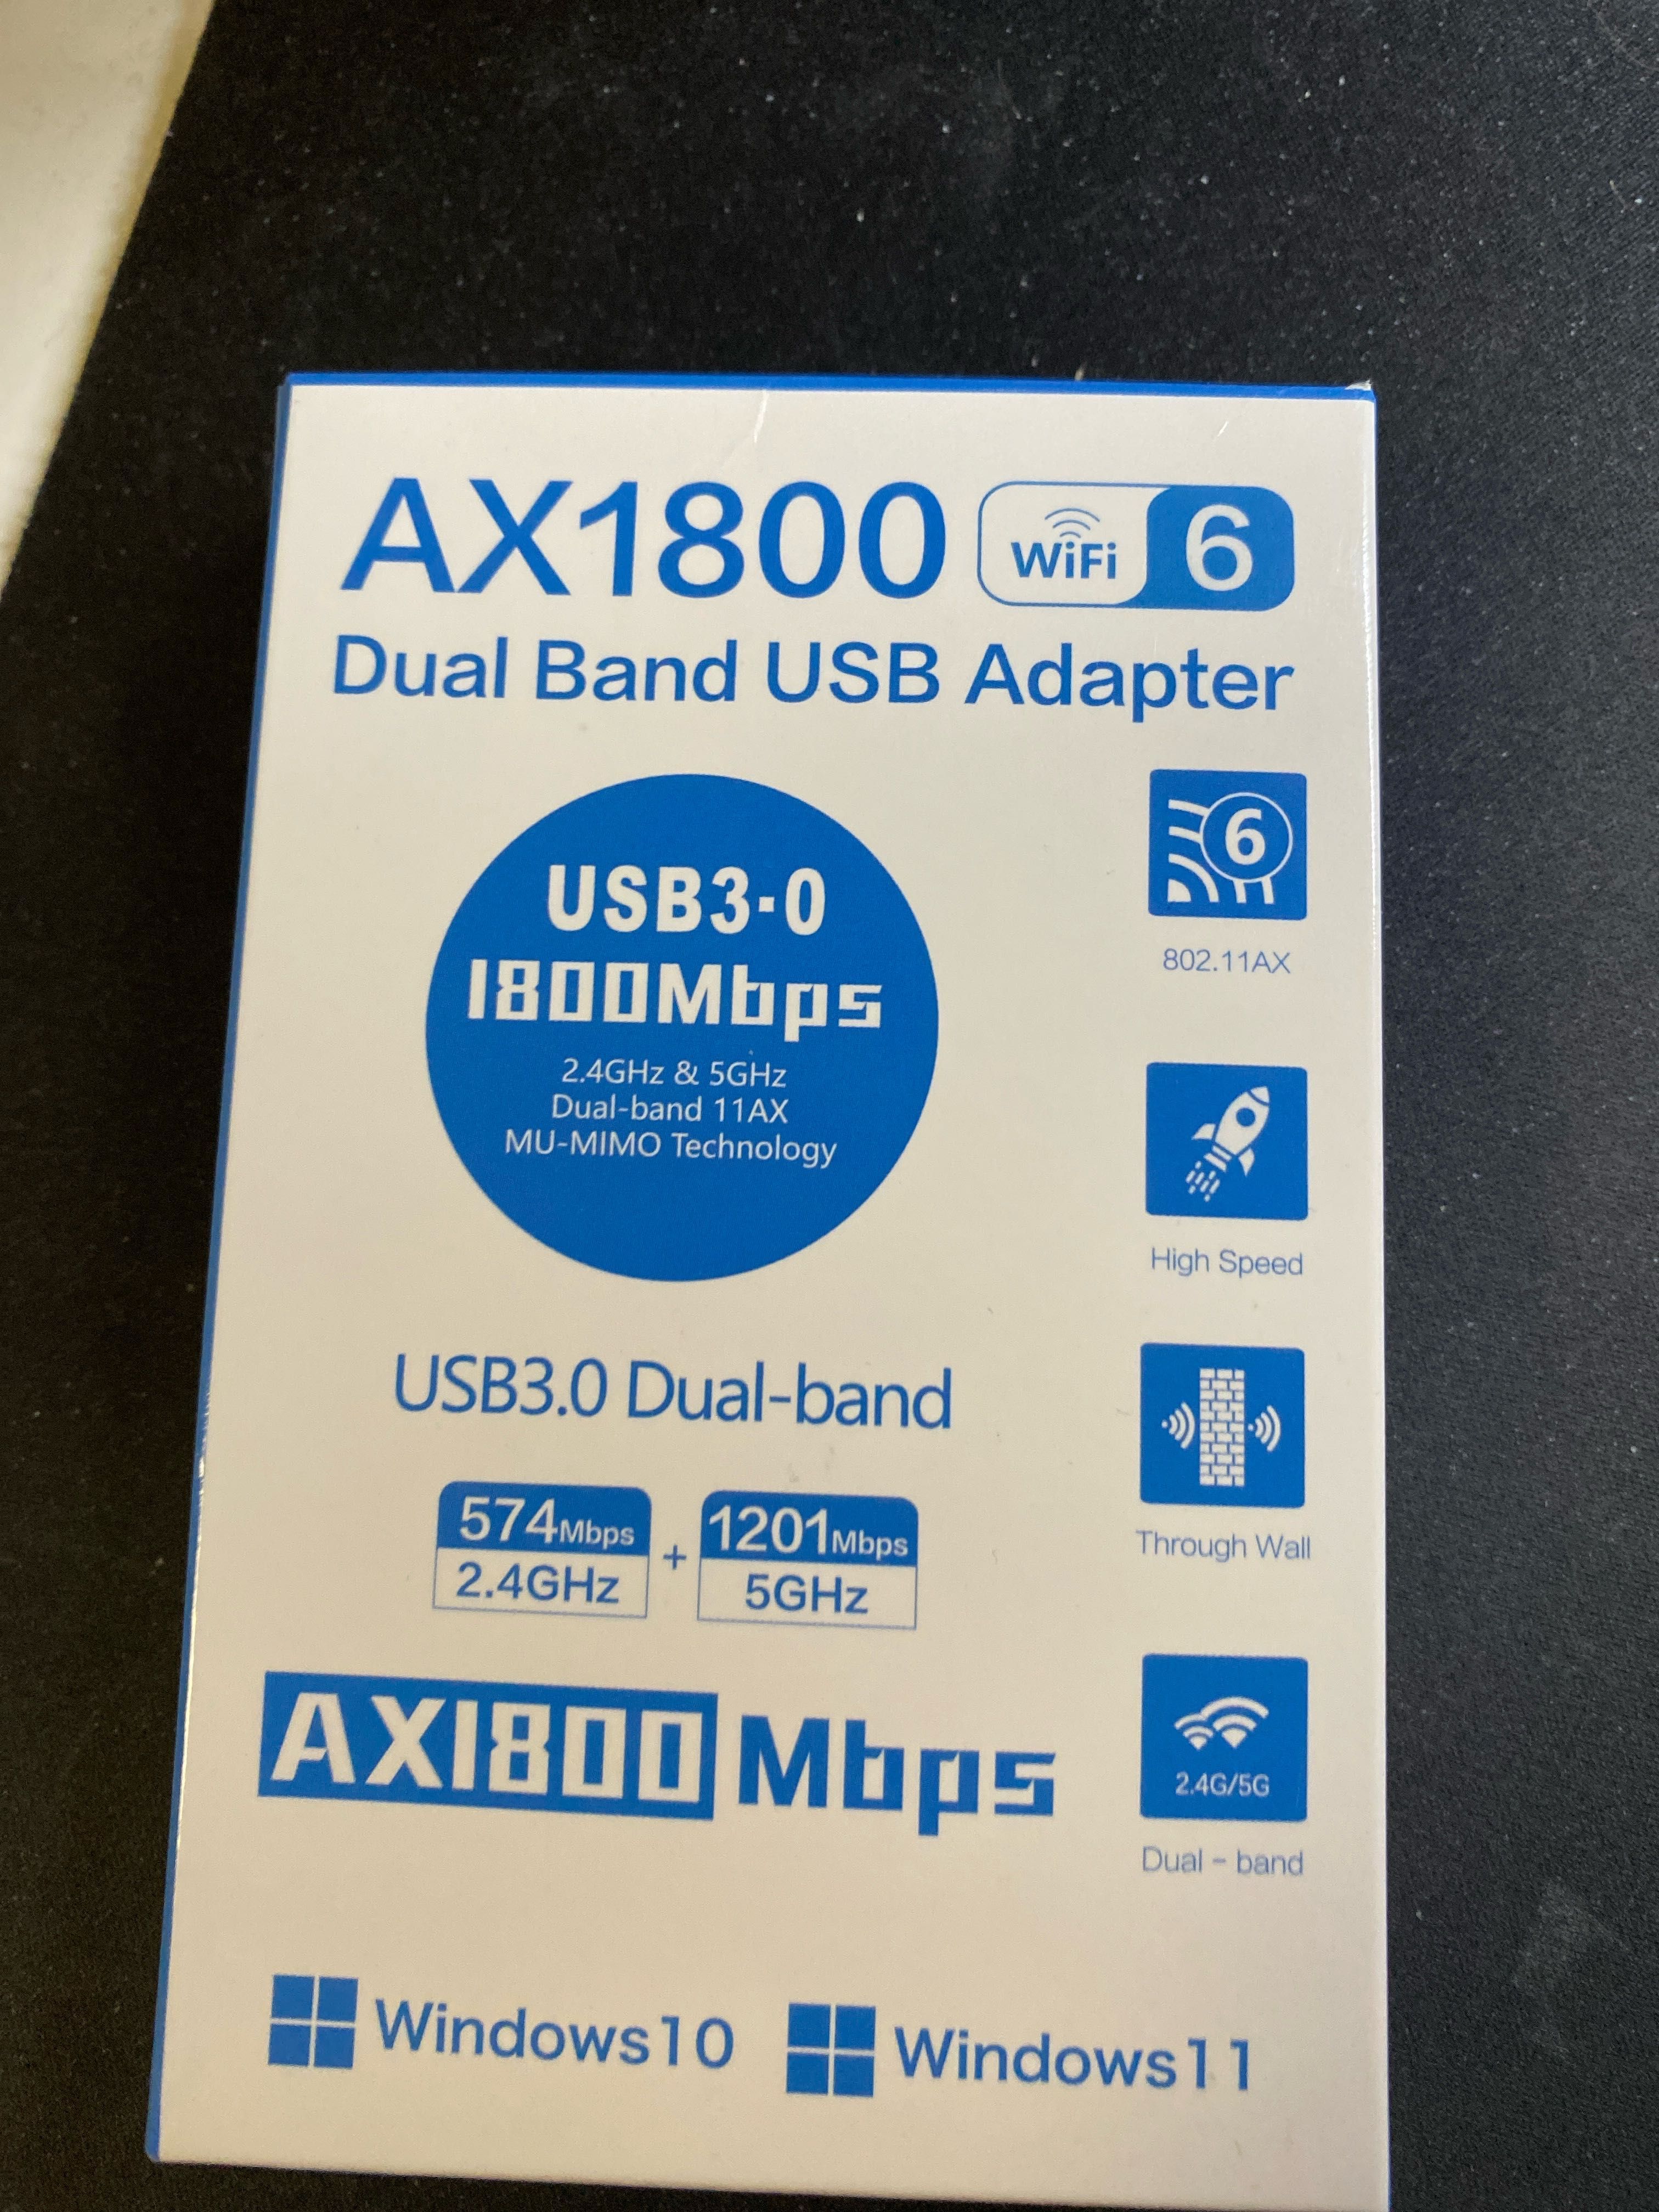 AX1800 WiFi 6
Dual Band USB Adapter
USB3.0
1800Mbps
2.4GHz & 5GHz
Dual-band 11AX
MU-MIMO Technology
6
802.11AX
High Speed
Through Wall
2.4G/5G
Dual - band
USB3.0 Dual-band
574Mbps + 1201Mbps
2.4GHz 5GHz
AX1800 Mbps
Windows10 Windows11